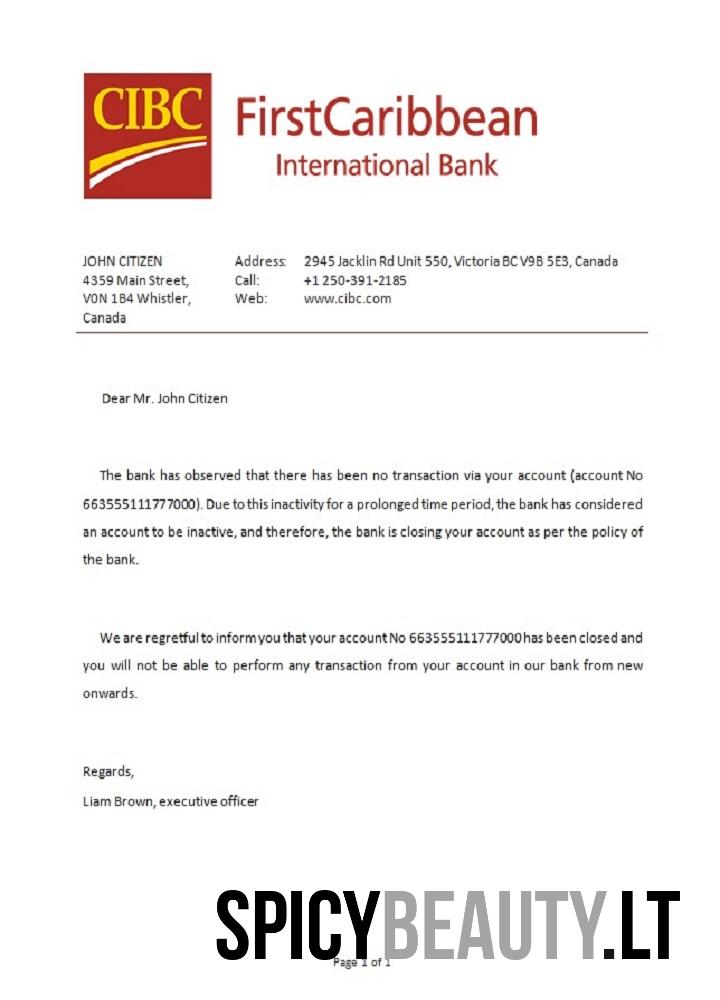 CIBC FirstCaribbean
International Bank
JOHN CITIZEN
4359 Main Street,
V0N 1B4 Whistler,
Canada
Address: 2945 Jacklin Rd Unit 550, Victoria BC V9B 5E3, Canada
Call: +1 250-391-2185
Web: www.cibc.com
Dear Mr. John Citizen
The bank has observed that there has been no transaction via your account (account No
663555111777000). Due to this inactivity for a prolonged time period, the bank has considered
an account to be inactive, and therefore, the bank is closing your account as per the policy of
the bank.
We are regretful to inform you that your account No 663555111777000 has been closed and
you will not be able to perform any transaction from your account in our bank from new
onwards.
Regards,
Liam Brown, executive officer
SPICYBEAUTY.LT
Page 1 of 1